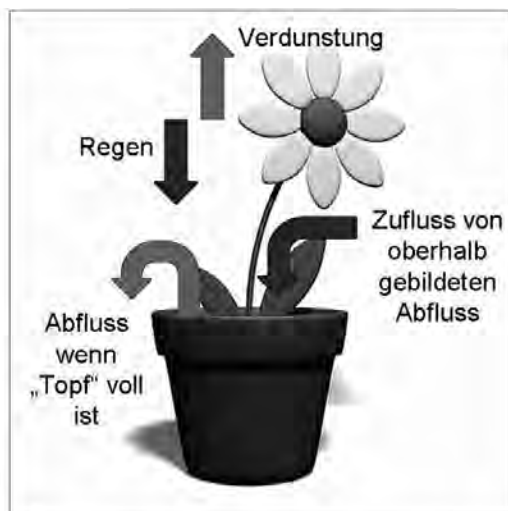 Verdunstung
Regen
Zufluss von
oberhalb
gebildeten
Abfluss
Abfluss
wenn
„Topf“ voll
ist